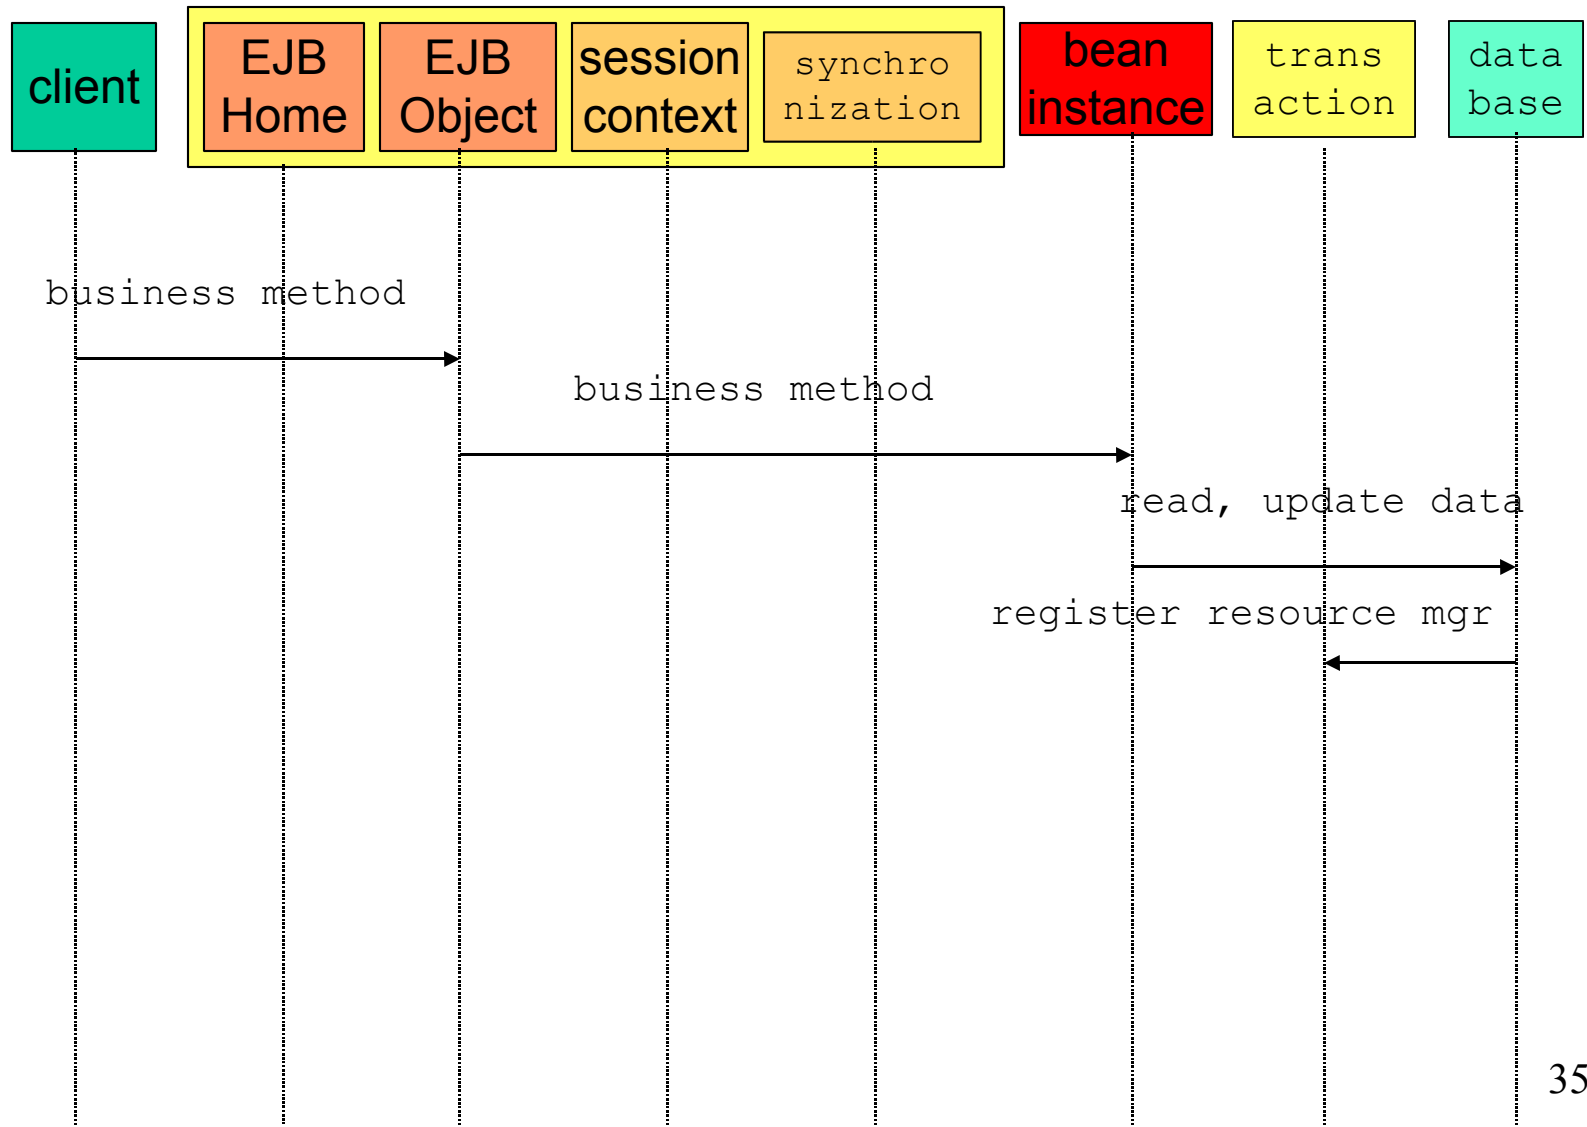 client
EJB
Home
EJB
Object
session
context
synchro
nization
bean
instance
trans
action
data
base
business method
business method
read, update data
register resource mgr
35